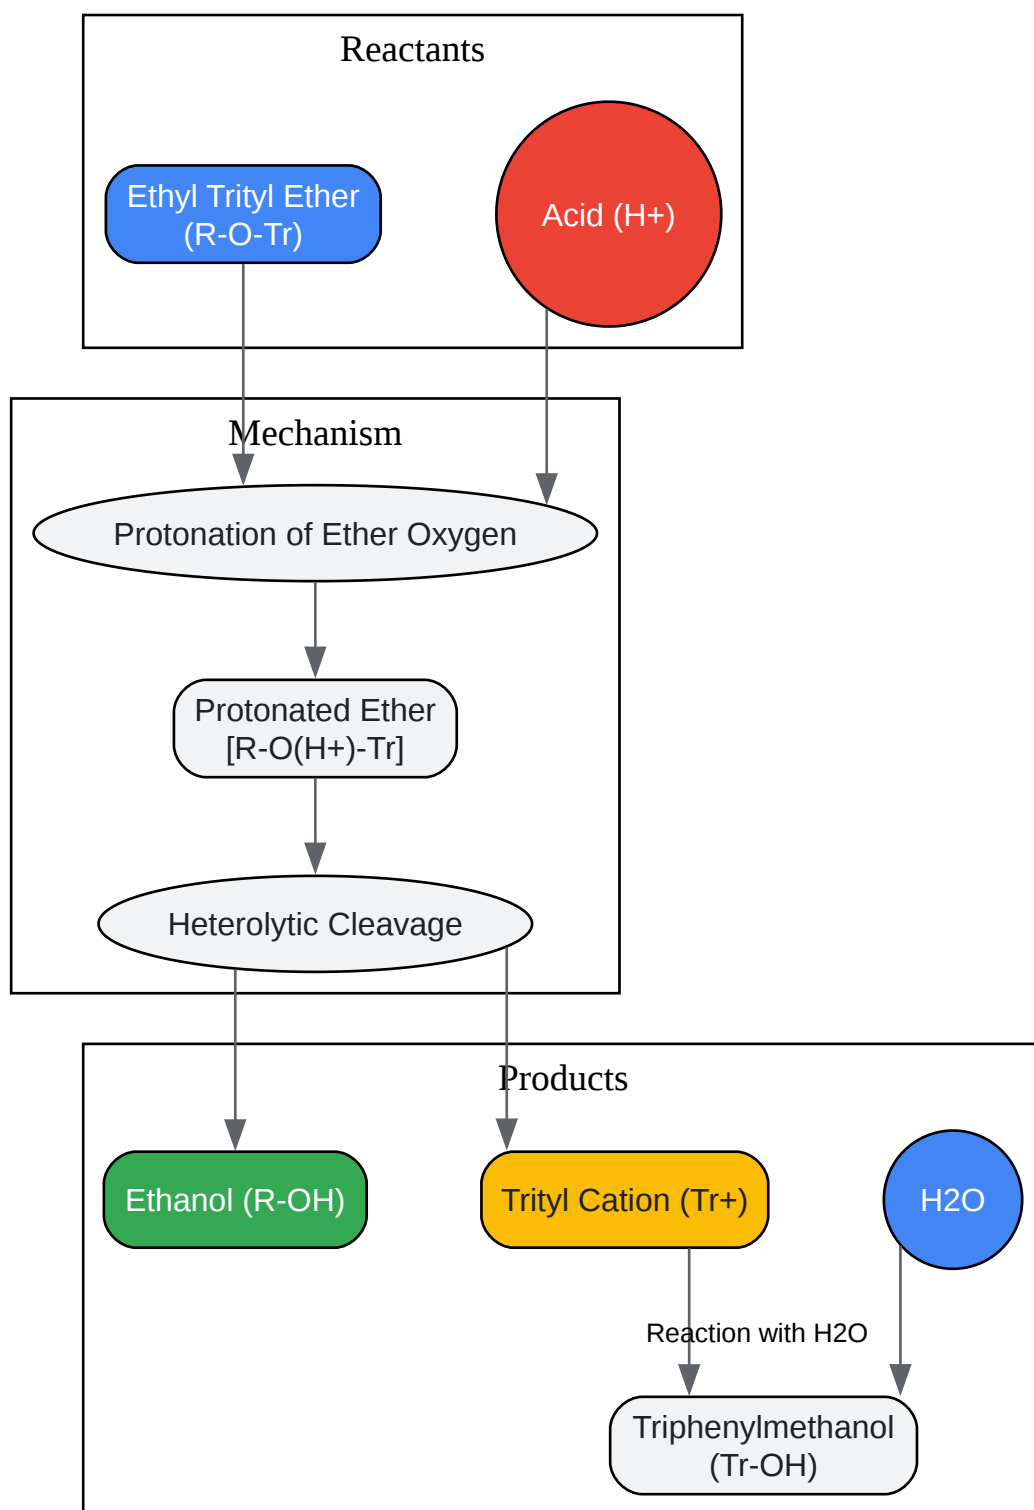 Reactants
Ethyl Trityl Ether
(R-O-Tr)
Acid (H+)
Mechanism
Protonation of Ether Oxygen
Protonated Ether
[R-O(H+)-Tr]
Heterolytic Cleavage
Products
Ethanol (R-OH)
Trityl Cation (Tr+)
H2O
Reaction with H2O
Triphenylmethanol
(Tr-OH)